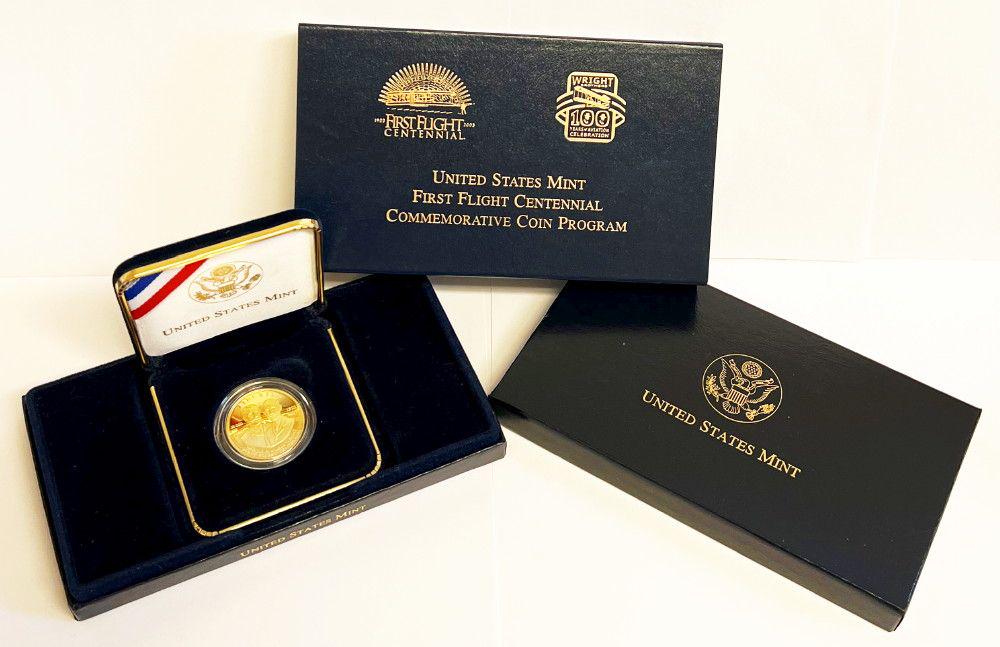 1903 FIRST FLIGHT 2003
CENTENNIAL
WRIGHT
100
YEARS of AVIATION
CELEBRATION
UNITED STATES MINT
FIRST FLIGHT CENTENNIAL
COMMEMORATIVE COIN PROGRAM
UNITED STATES MINT
UNITED STATES MINT
UNITED STATES MINT